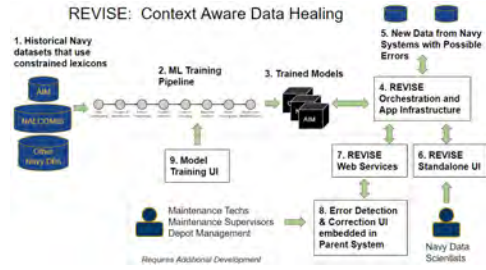 REVISE: Context Aware Data Healing
1. Historical Navy
datasets that use
constrained lexicons
AIM
NALCOMIS
Other
Navy DBs
2. ML Training
Pipeline
3. Trained Models
AIM
5. New Data from Navy
Systems with Possible
Errors
4. REVISE
Orchestration and
App Infrastructure
9. Model
Training UI
7. REVISE
Web Services
6. REVISE
Standalone UI
Maintenance Techs
Maintenance Supervisors
Depot Management
8. Error Detection
& Correction UI
embedded in
Parent System
Navy Data
Scientists
Requires Additional Development